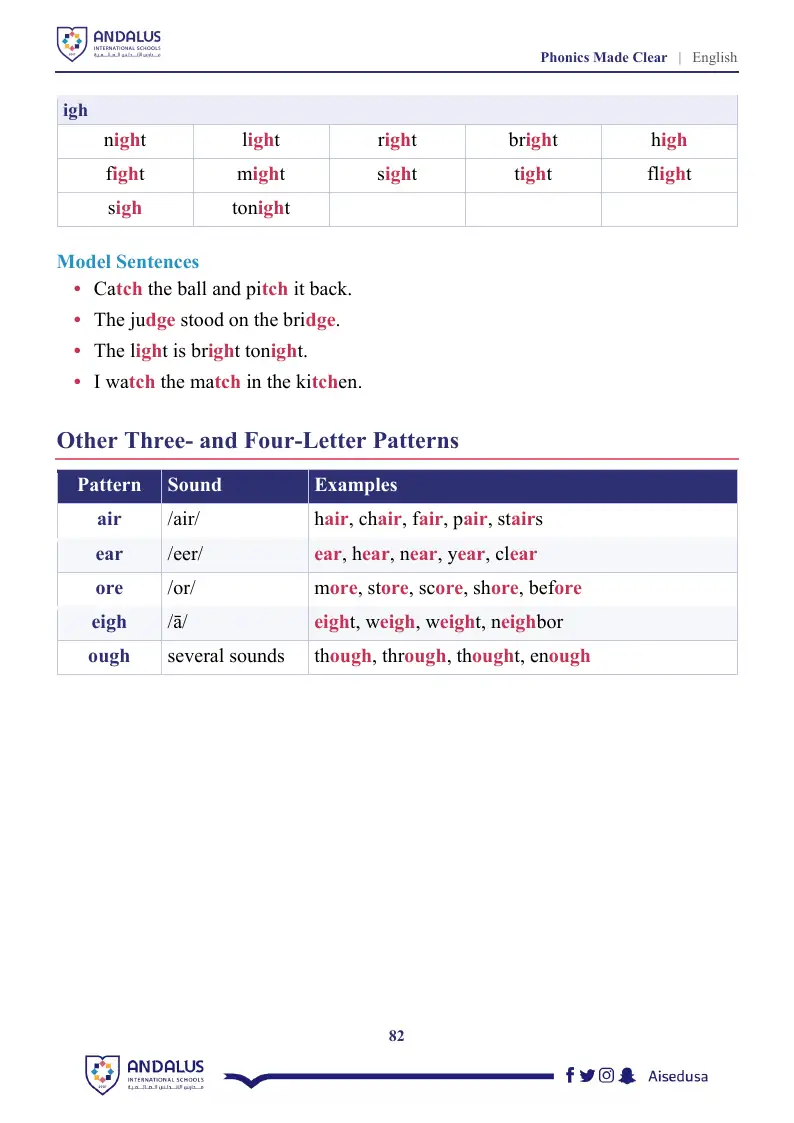 ANDALUS
INTERNATIONAL SCHOOLS
Phonics Made Clear | English
igh
night light right bright high
fight might sight tight flight
sigh tonight
Model Sentences
• Catch the ball and pitch it back.
• The judge stood on the bridge.
• The light is bright tonight.
• I watch the match in the kitchen.
Other Three- and Four-Letter Patterns
Pattern Sound Examples
air /air/ hair, chair, fair, pair, stairs
ear /eer/ ear, hear, near, year, clear
ore /or/ more, store, score, shore, before
eigh /ā/ eight, weigh, weight, neighbor
ough several sounds though, through, thought, enough
82
ANDALUS
INTERNATIONAL SCHOOLS
Aisedusa